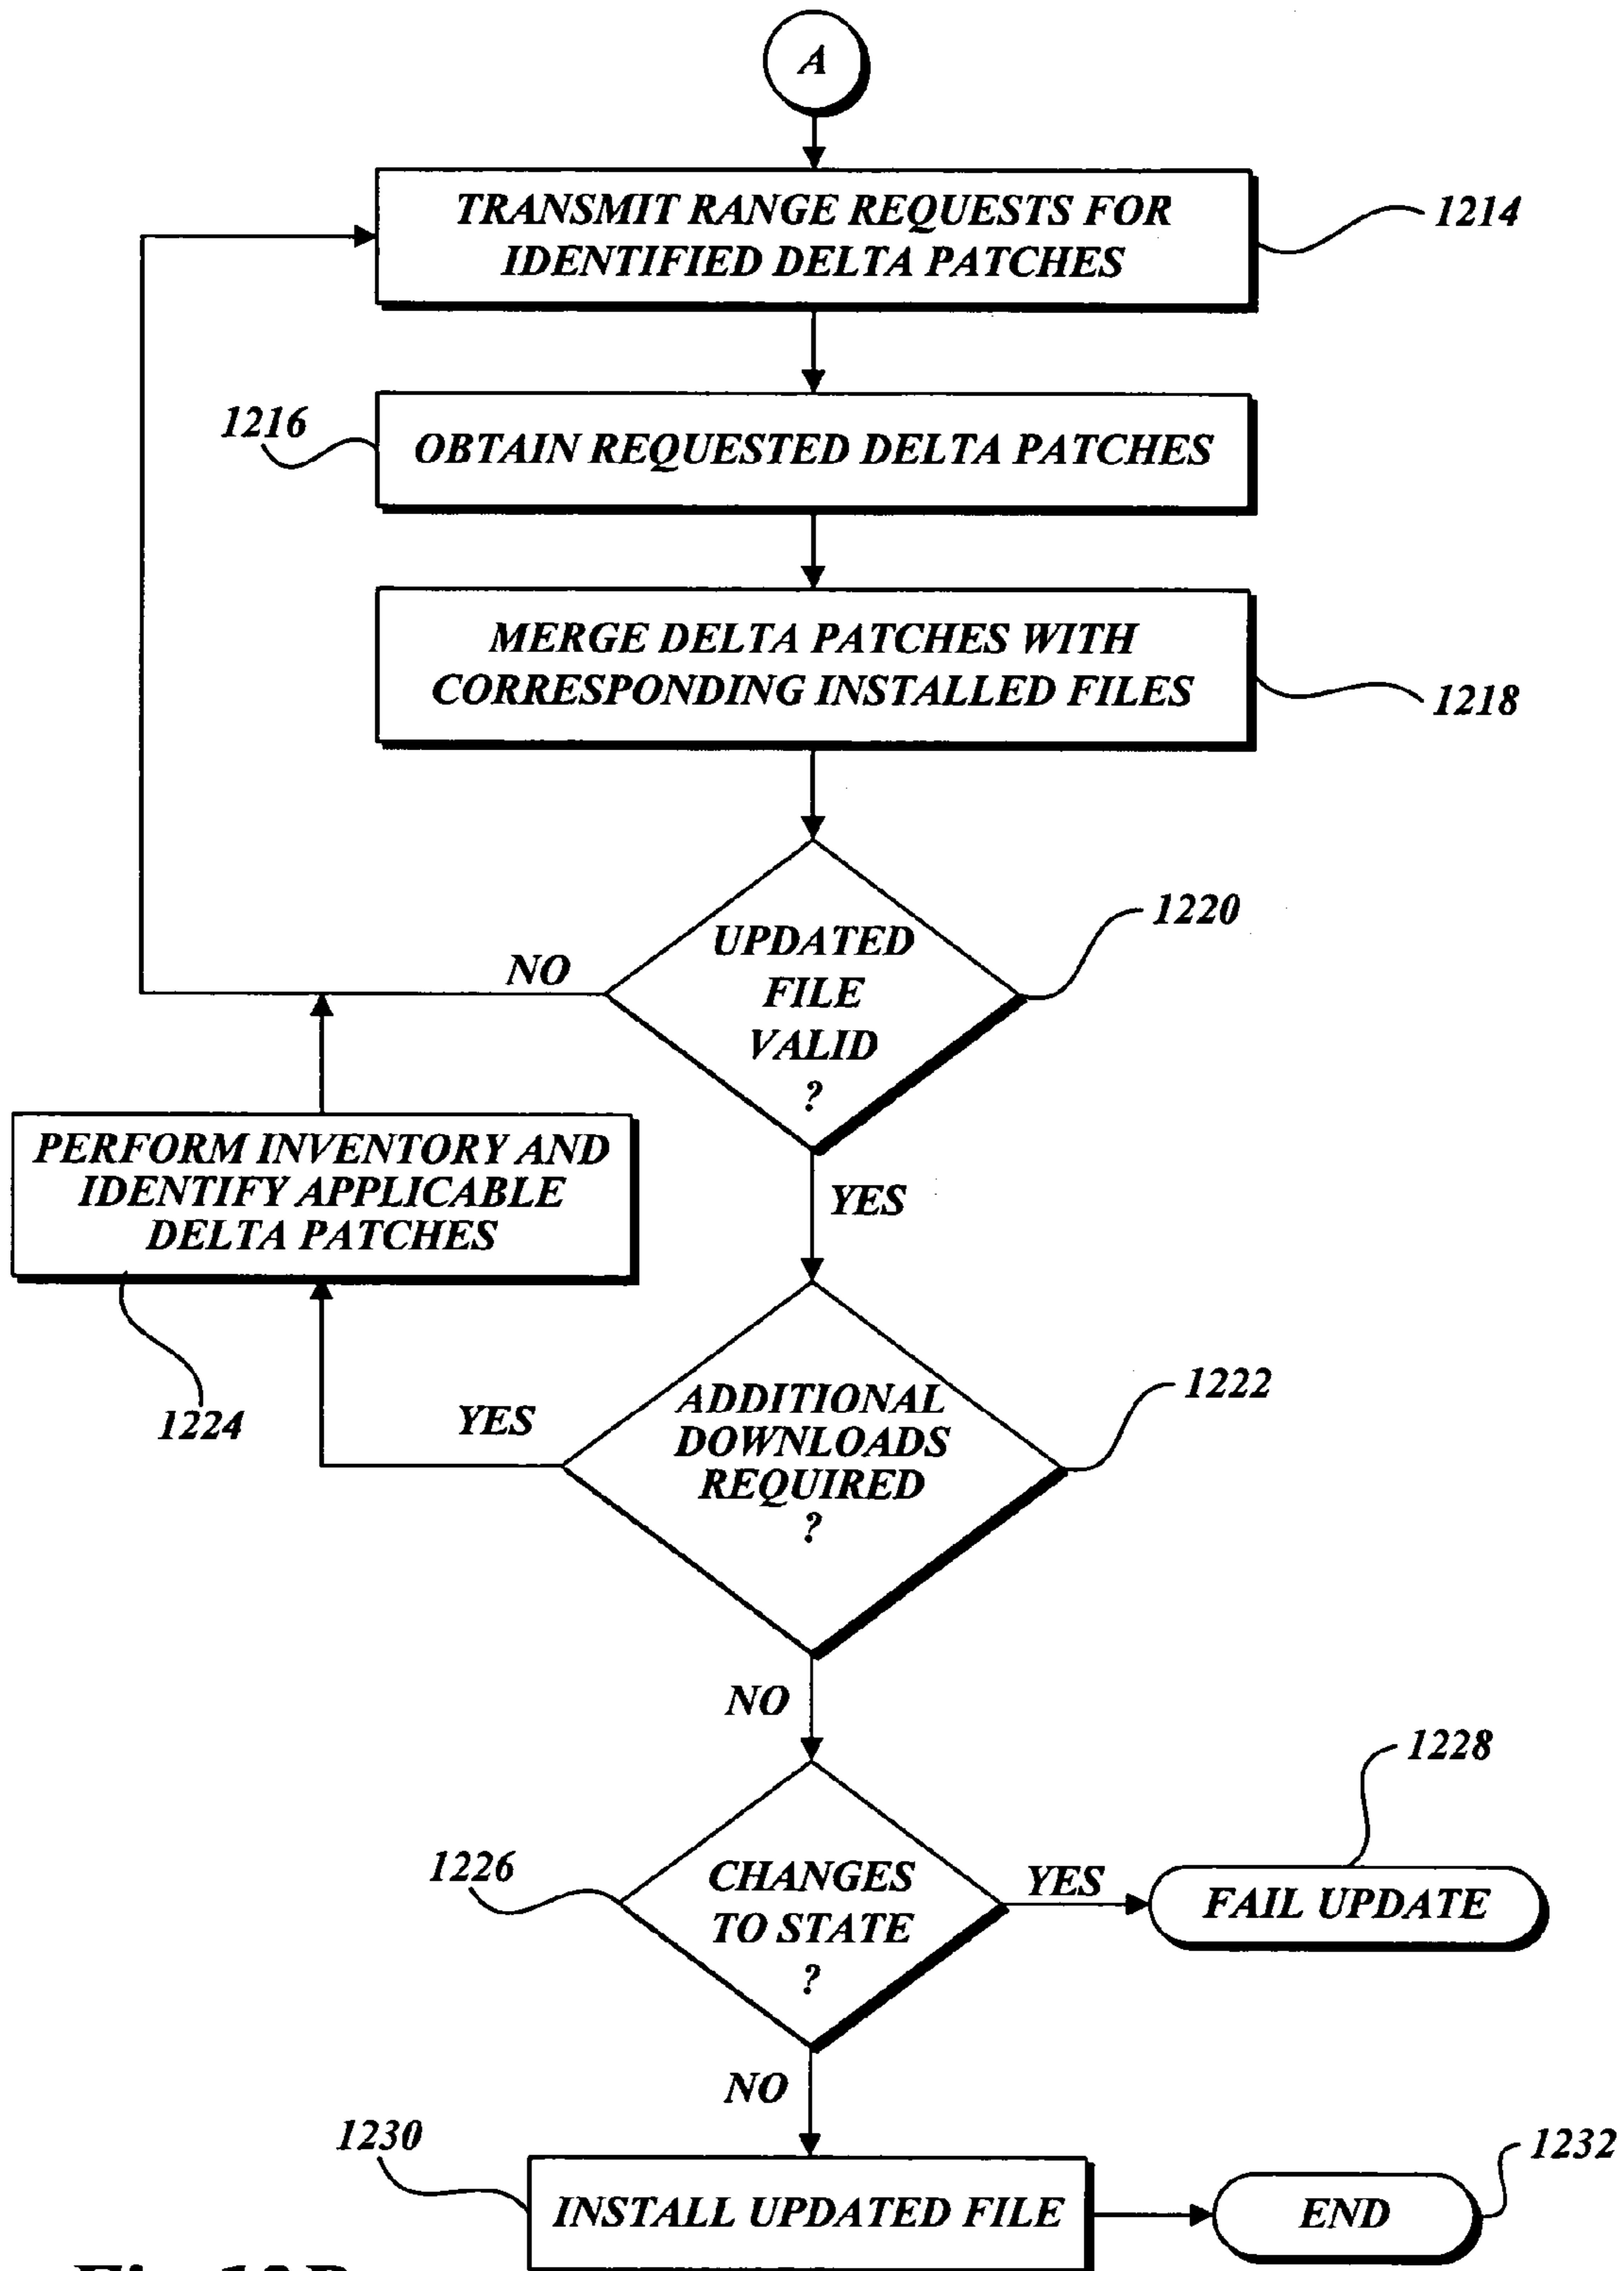 A
TRANSMIT RANGE REQUESTS FOR
IDENTIFIED DELTA PATCHES
1214
1216
OBTAIN REQUESTED DELTA PATCHES
MERGE DELTA PATCHES WITH
CORRESPONDING INSTALLED FILES
1218
UPDATED
FILE
VALID
?
1220
NO
YES
PERFORM INVENTORY AND
IDENTIFY APPLICABLE
DELTA PATCHES
1224
YES
ADDITIONAL
DOWNLOADS
REQUIRED
?
1222
NO
1226
CHANGES
TO STATE
?
YES
1228
FAIL UPDATE
NO
1230
INSTALL UPDATED FILE
END
1232